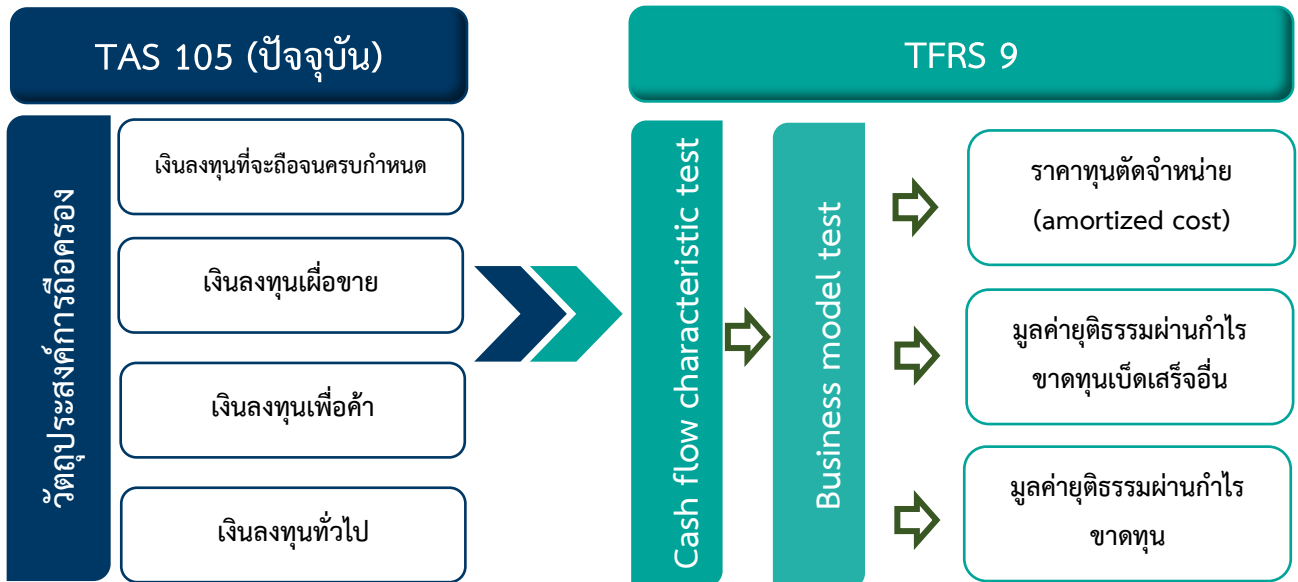 TAS 105 (ปัจจุบัน)
วัตถุประสงค์การถือครอง
เงินลงทุนที่จะถือจนครบกำหนด
เงินลงทุนเผื่อขาย
เงินลงทุนเพื่อค้า
เงินลงทุนทั่วไป
TFRS 9
Cash flow characteristic test
Business model test
ราคาทุนตัดจำหน่าย
(amortized cost)
มูลค่ายุติธรรมผ่านกำไร
ขาดทุนเบ็ดเสร็จอื่น
มูลค่ายุติธรรมผ่านกำไร
ขาดทุน